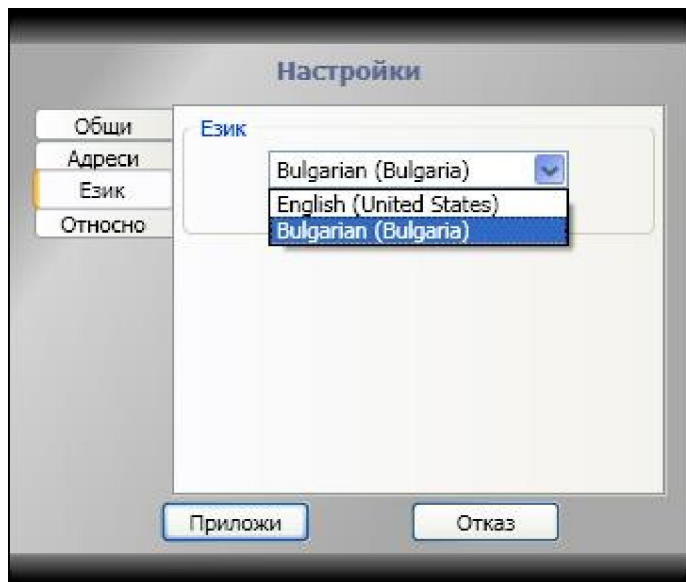 Настройки
Общи
Адреси
Език
Относно
Език
Bulgarian (Bulgaria)
English (United States)
Bulgarian (Bulgaria)
Приложи
Отказ